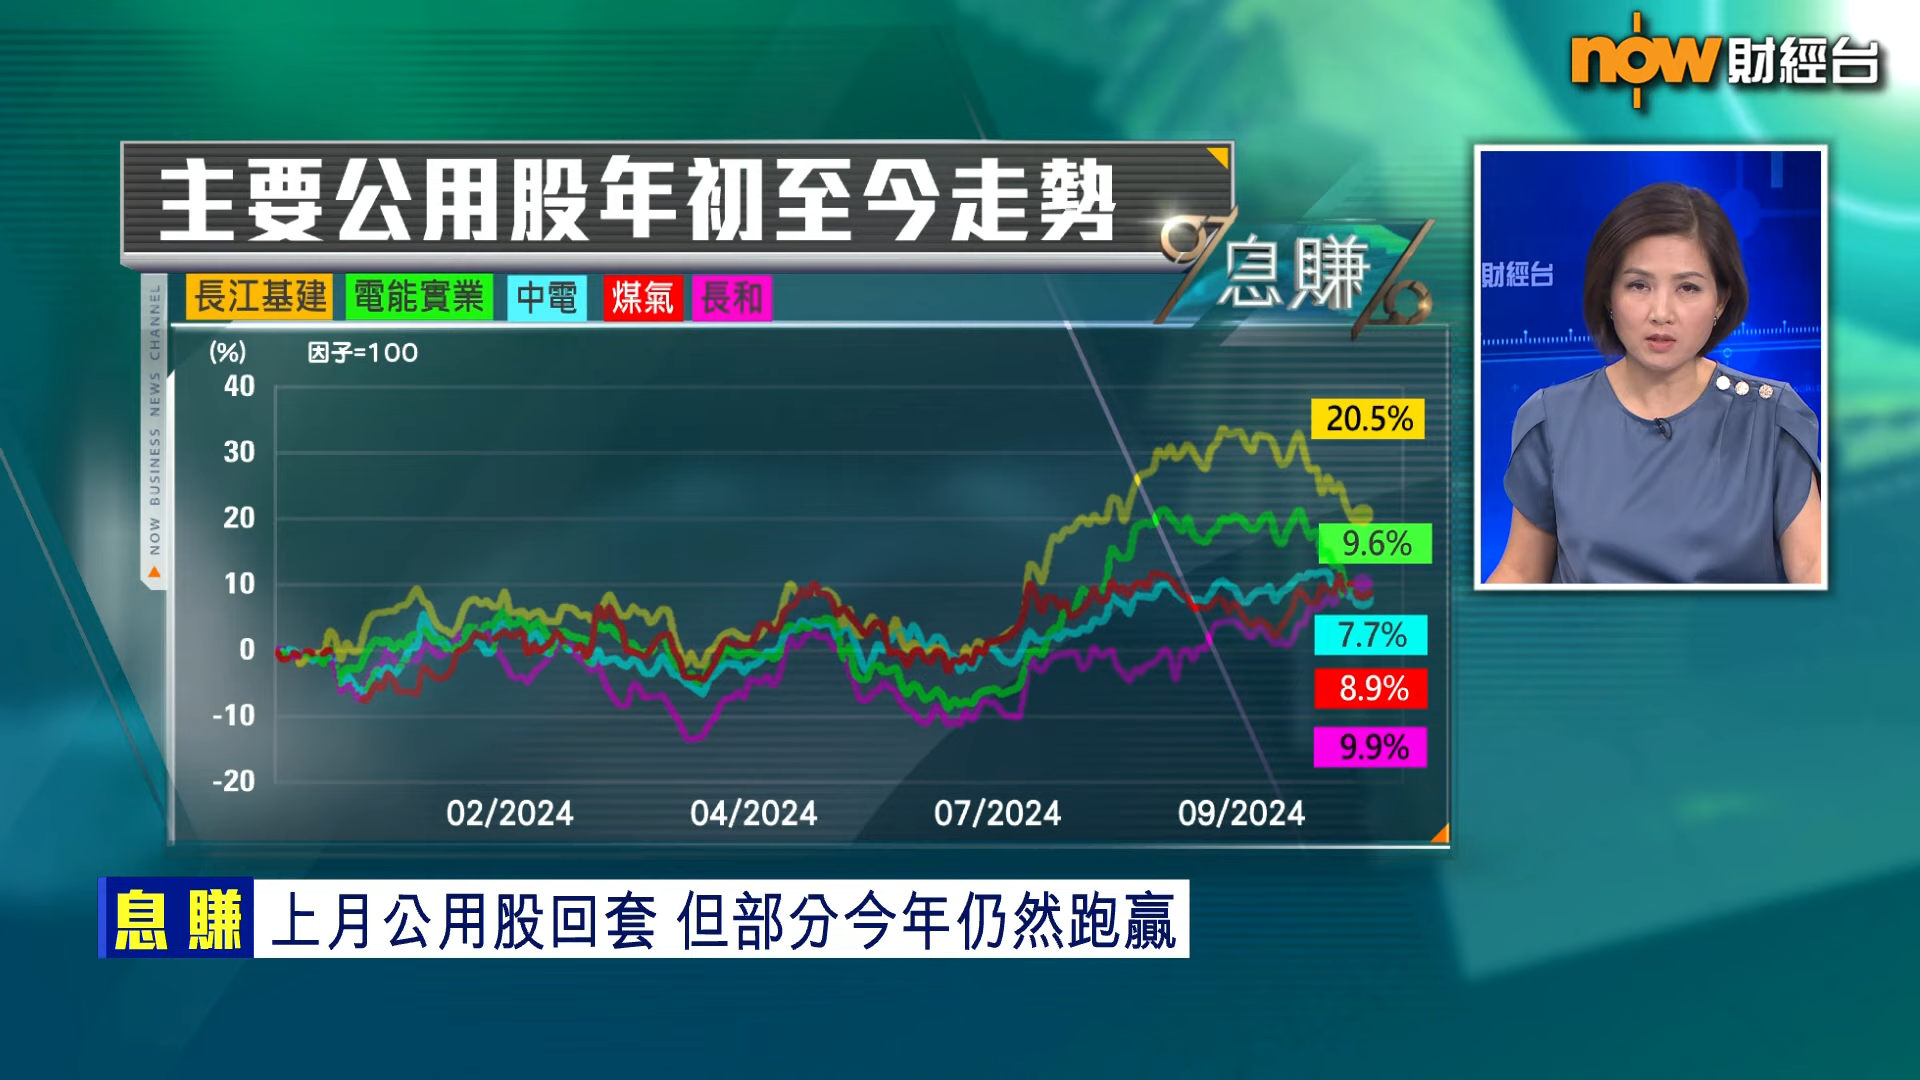 now財經台
主要公用股年初至今走勢
息賺
%
長江基建 電能實業 中電 煤氣 長和
NOW BUSINESS NEWS CHANNEL
(%) 因子=100
40
30
20
10
0
-10
-20
20.5%
9.6%
7.7%
8.9%
9.9%
02/2024 04/2024 07/2024 09/2024
財經台
息賺 上月公用股回套 但部分今年仍然跑贏